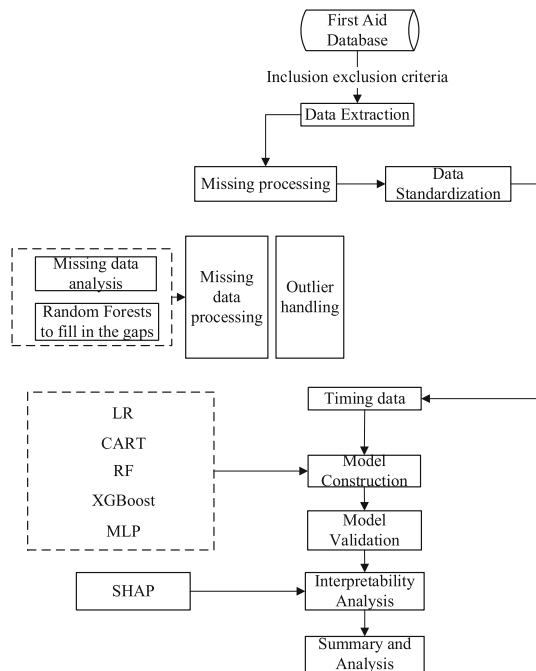 First Aid
Database
Inclusion exclusion criteria
Data Extraction
Missing processing
Data
Standardization
Missing data
analysis
Random Forests
to fill in the gaps
Missing
data
processing
Outlier
handling
LR
CART
RF
XGBoost
MLP
Timing data
Model
Construction
Model
Validation
SHAP
Interpretability
Analysis
Summary and
Analysis